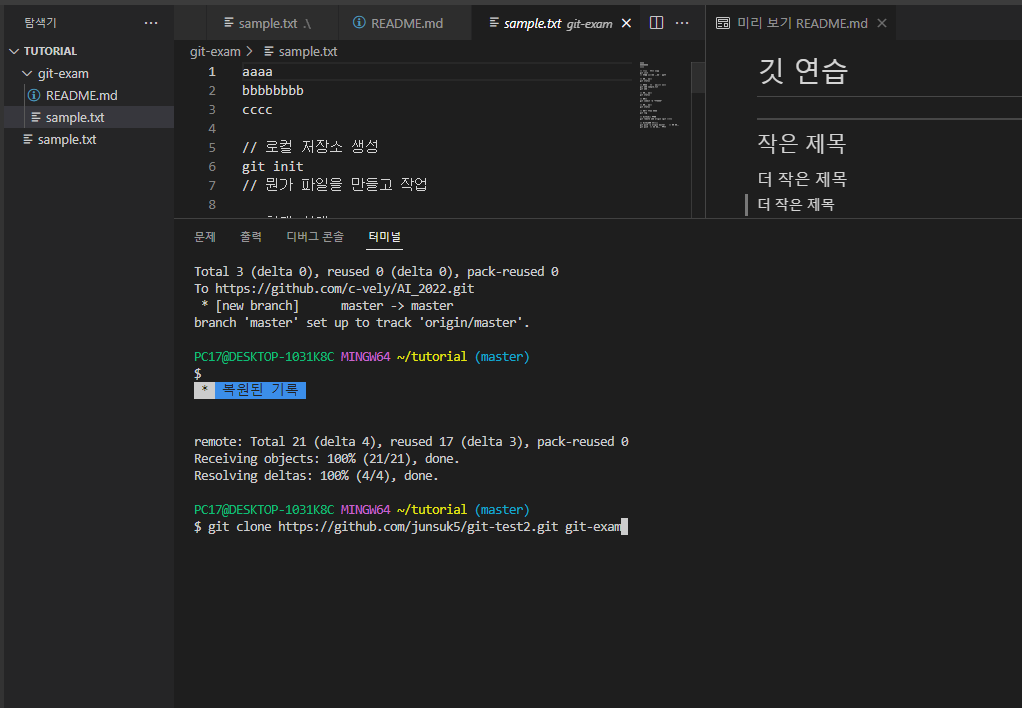 탐색기 ···
TUTORIAL
git-exam
README.md
sample.txt
sample.txt
sample.txt .\
README.md
sample.txt git-exam
···
미리 보기 README.md
git-exam > sample.txt
1 aaaa
2 bbbbbbbb
3 cccc
4
5 // 로컬 저장소 생성
6 git init
7 // 뭔가 파일을 만들고 작업
8
깃 연습
작은 제목
더 작은 제목
더 작은 제목
문제 출력 디버그 콘솔 터미널
Total 3 (delta 0), reused 0 (delta 0), pack-reused 0
To https://github.com/c-vely/AI_2022.git
* [new branch] master -> master
branch 'master' set up to track 'origin/master'.
PC17@DESKTOP-1031K8C MINGW64 ~/tutorial (master)
$
* 복원된 기록
remote: Total 21 (delta 4), reused 17 (delta 3), pack-reused 0
Receiving objects: 100% (21/21), done.
Resolving deltas: 100% (4/4), done.
PC17@DESKTOP-1031K8C MINGW64 ~/tutorial (master)
$ git clone https://github.com/junsuk5/git-test2.git git-exam